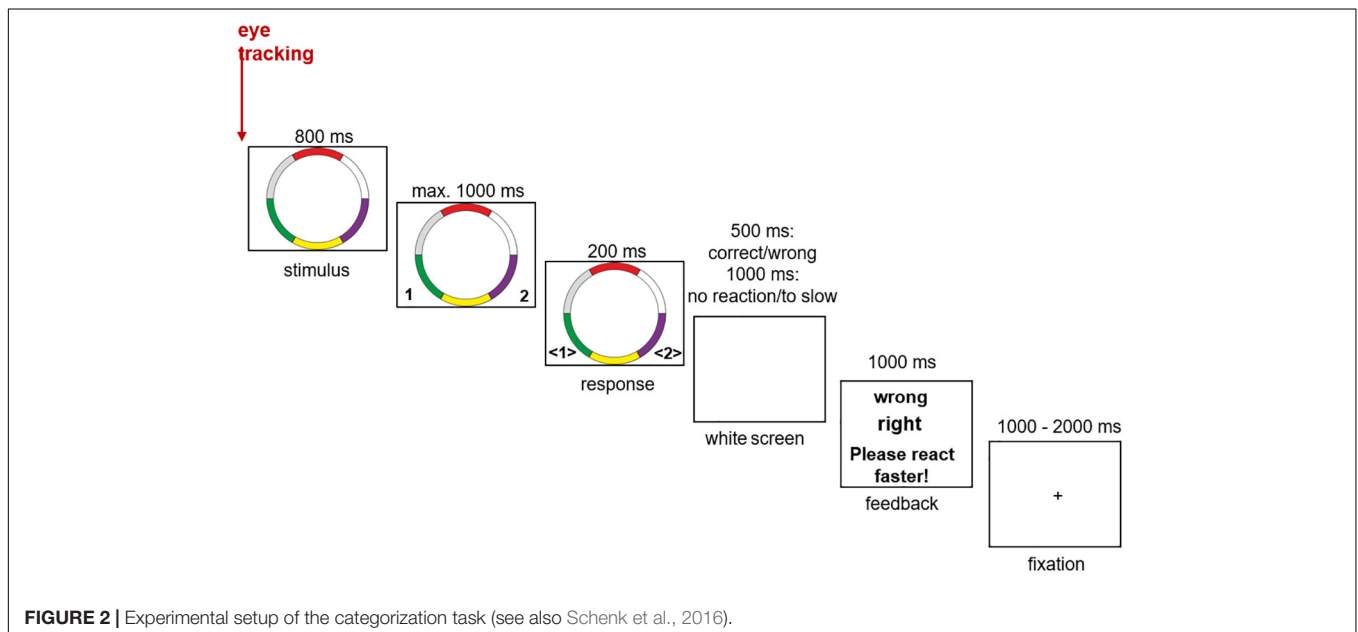 eye
tracking
800 ms
stimulus
max. 1000 ms
1 2
200 ms
<1> <2>
response
500 ms:
correct/wrong
1000 ms:
no reaction/to slow
white screen
1000 ms
wrong
right
Please react
faster!
feedback
1000 - 2000 ms
+
fixation
FIGURE 2 | Experimental setup of the categorization task (see also Schenk et al., 2016).